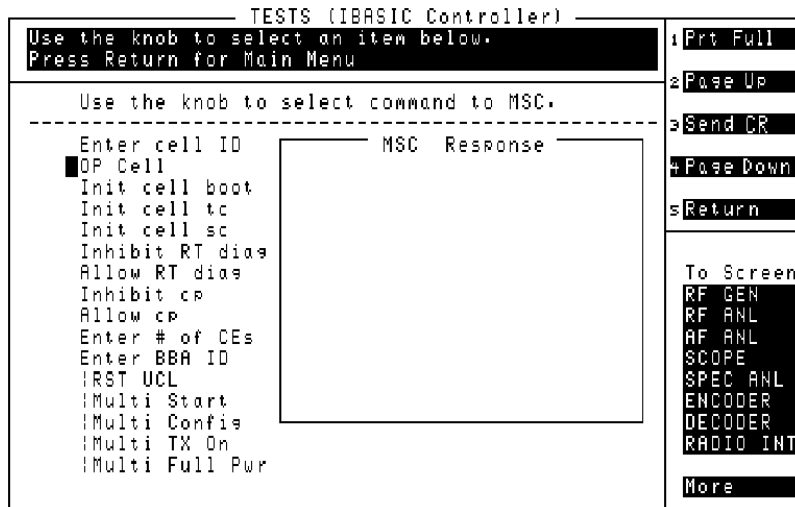 TESTS (IBASIC Controller)
Use the knob to select an item below.
Press Return for Main Menu
Use the knob to select command to MSC.
Enter cell ID
OP Cell
Init cell boot
Init cell tc
Init cell sc
Inhibit RT diag
Allow RT diag
Inhibit cp
Allow cp
Enter # of CEs
Enter BBA ID
¦RST UCL
¦Multi Start
¦Multi Config
¦Multi TX On
¦Multi Full Pwr
MSC Response
1 Prt Full
2 Page Up
3 Send CR
4 Page Down
5 Return
To Screen
RF GEN
RF ANL
AF ANL
SCOPE
SPEC ANL
ENCODER
DECODER
RADIO INT
More